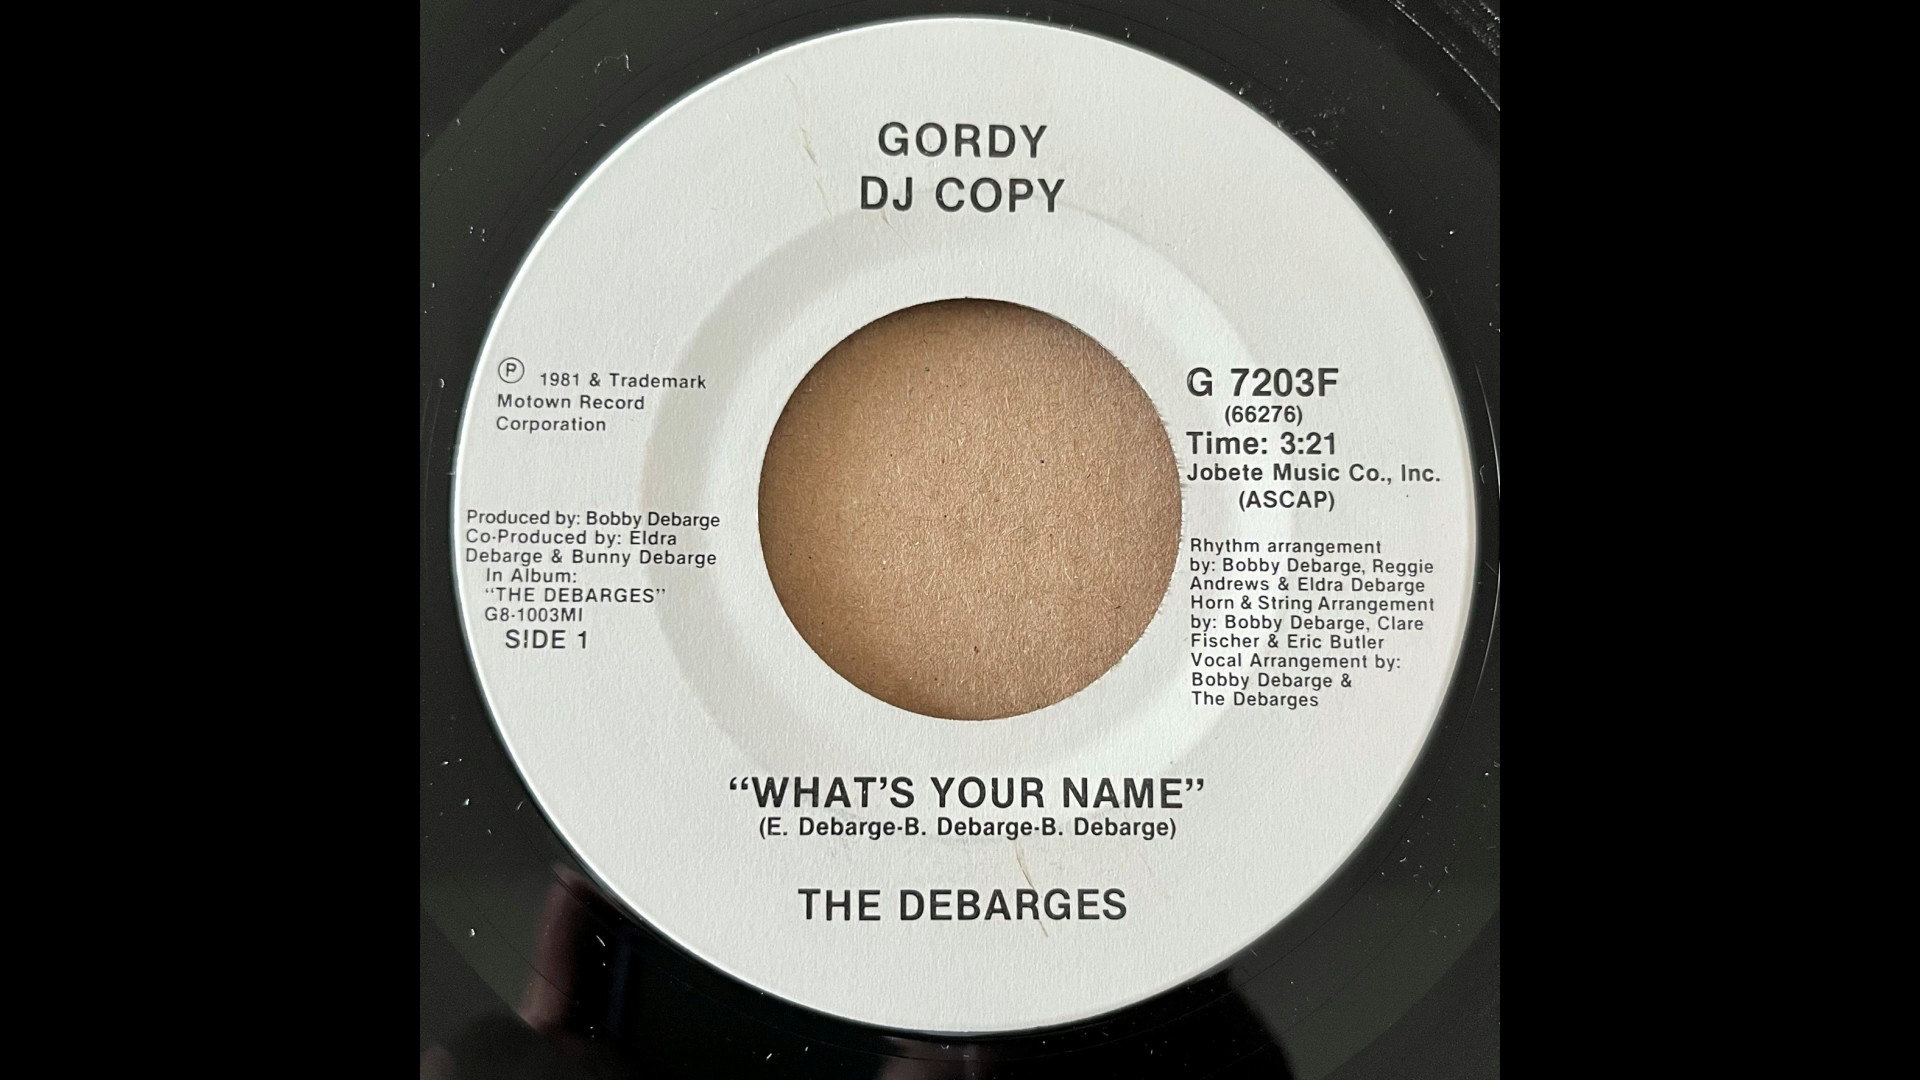 GORDY
DJ COPY
Ⓟ 1981 & Trademark
Motown Record
Corporation
Produced by: Bobby Debarge
Co-Produced by: Eldra
Debarge & Bunny Debarge
In Album:
“THE DEBARGES”
G8-1003MI
SIDE 1
G 7203F
(66276)
Time: 3:21
Jobete Music Co., Inc.
(ASCAP)
Rhythm arrangement
by: Bobby Debarge, Reggie
Andrews & Eldra Debarge
Horn & String Arrangement
by: Bobby Debarge, Clare
Fischer & Eric Butler
Vocal Arrangement by:
Bobby Debarge &
The Debarges
“WHAT’S YOUR NAME”
(E. Debarge-B. Debarge-B. Debarge)
THE DEBARGES